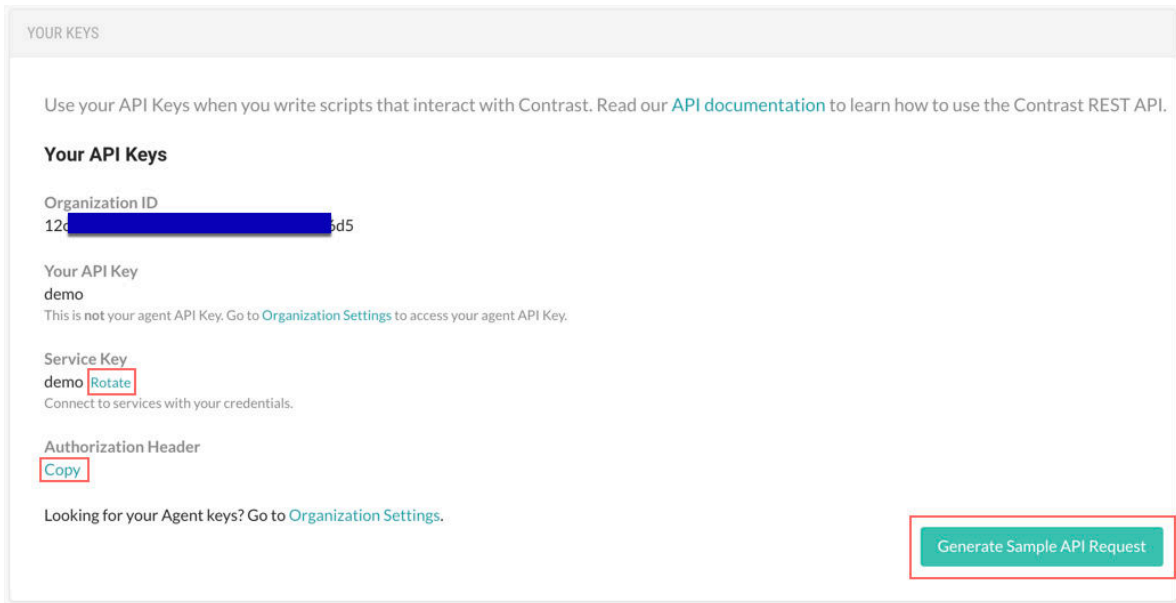 YOUR KEYS
Use your API Keys when you write scripts that interact with Contrast. Read our API documentation to learn how to use the Contrast REST API.
Your API Keys
Organization ID
Your API Key
demo
This is not your agent API Key. Go to Organization Settings to access your agent API Key.
Service Key
demo Rotate
Connect to services with your credentials.
Authorization Header
Copy
Looking for your Agent keys? Go to Organization Settings.
Generate Sample API Request